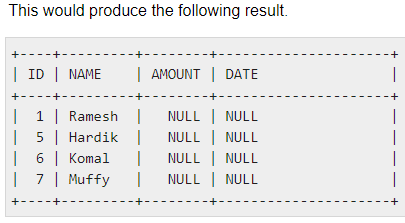 This would produce the following result.
+----+---------+--------+---------------------+
| ID | NAME    | AMOUNT | DATE                |
+----+---------+--------+---------------------+
|  1 | Ramesh  |   NULL | NULL                |
|  5 | Hardik  |   NULL | NULL                |
|  6 | Komal   |   NULL | NULL                |
|  7 | Muffy   |   NULL | NULL                |
+----+---------+--------+---------------------+